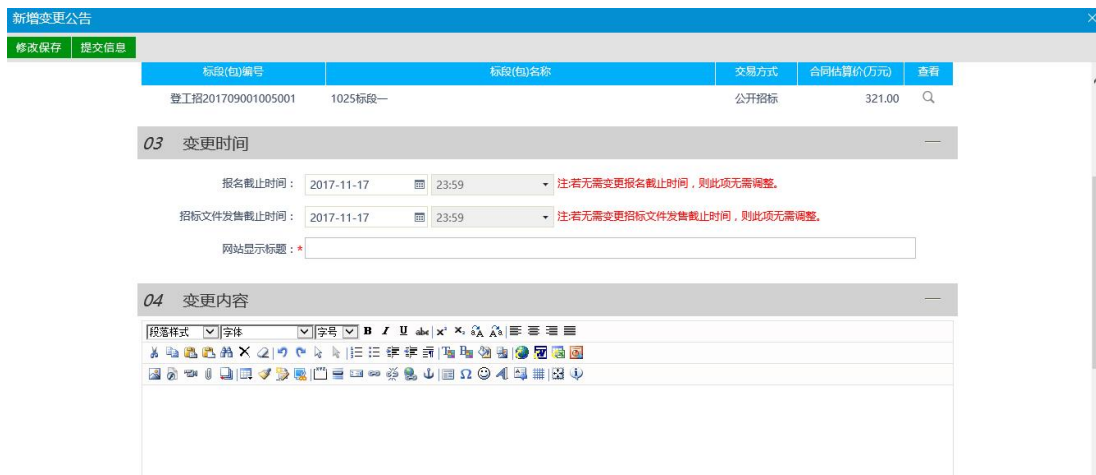 新增变更公告
修改保存 提交信息
标段(包)编号 标段(包)名称 交易方式 合同估算价(万元) 查看
登工招201709001005001 1025标段一 公开招标 321.00
03 变更时间
报名截止时间： 2017-11-17 23:59 注:若无需变更报名截止时间，则此项无需调整。
招标文件发售截止时间： 2017-11-17 23:59 注:若无需变更招标文件发售截止时间，则此项无需调整。
网站显示标题：*
04 变更内容
段落样式 字体 字号 B I U abc x² x₂